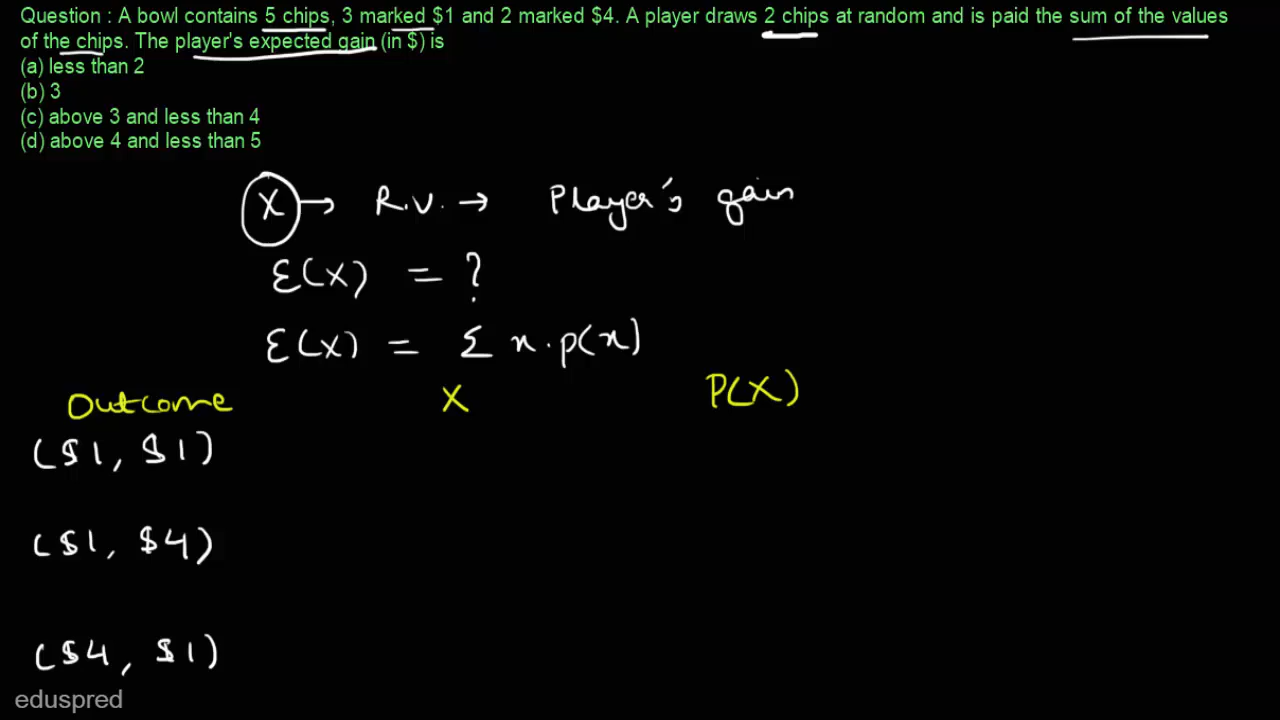 Question : A bowl contains 5 chips, 3 marked $1 and 2 marked $4. A player draws 2 chips at random and is paid the sum of the values
of the chips. The player's expected gain (in $) is
(a) less than 2
(b) 3
(c) above 3 and less than 4
(d) above 4 and less than 5
X → R.V. → Player's gain
E(X) = ?
E(X) = Σ x.p(x)
Outcome X P(X)
($1, $1)
($1, $4)
($4, $1)
eduspred